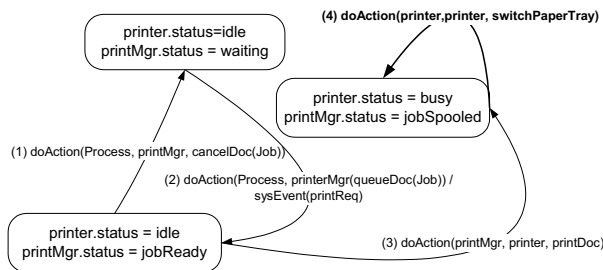 (4) doAction(printer,printer, switchPaperTray)
printer.status=idle
printMgr.status = waiting
printer.status = busy
printMgr.status = jobSpooled
(1) doAction(Process, printMgr, cancelDoc(Job))
(2) doAction(Process, printerMgr(queueDoc(Job)) /
sysEvent(printReq)
printer.status = idle
printMgr.status = jobReady
(3) doAction(printMgr, printer, printDoc)